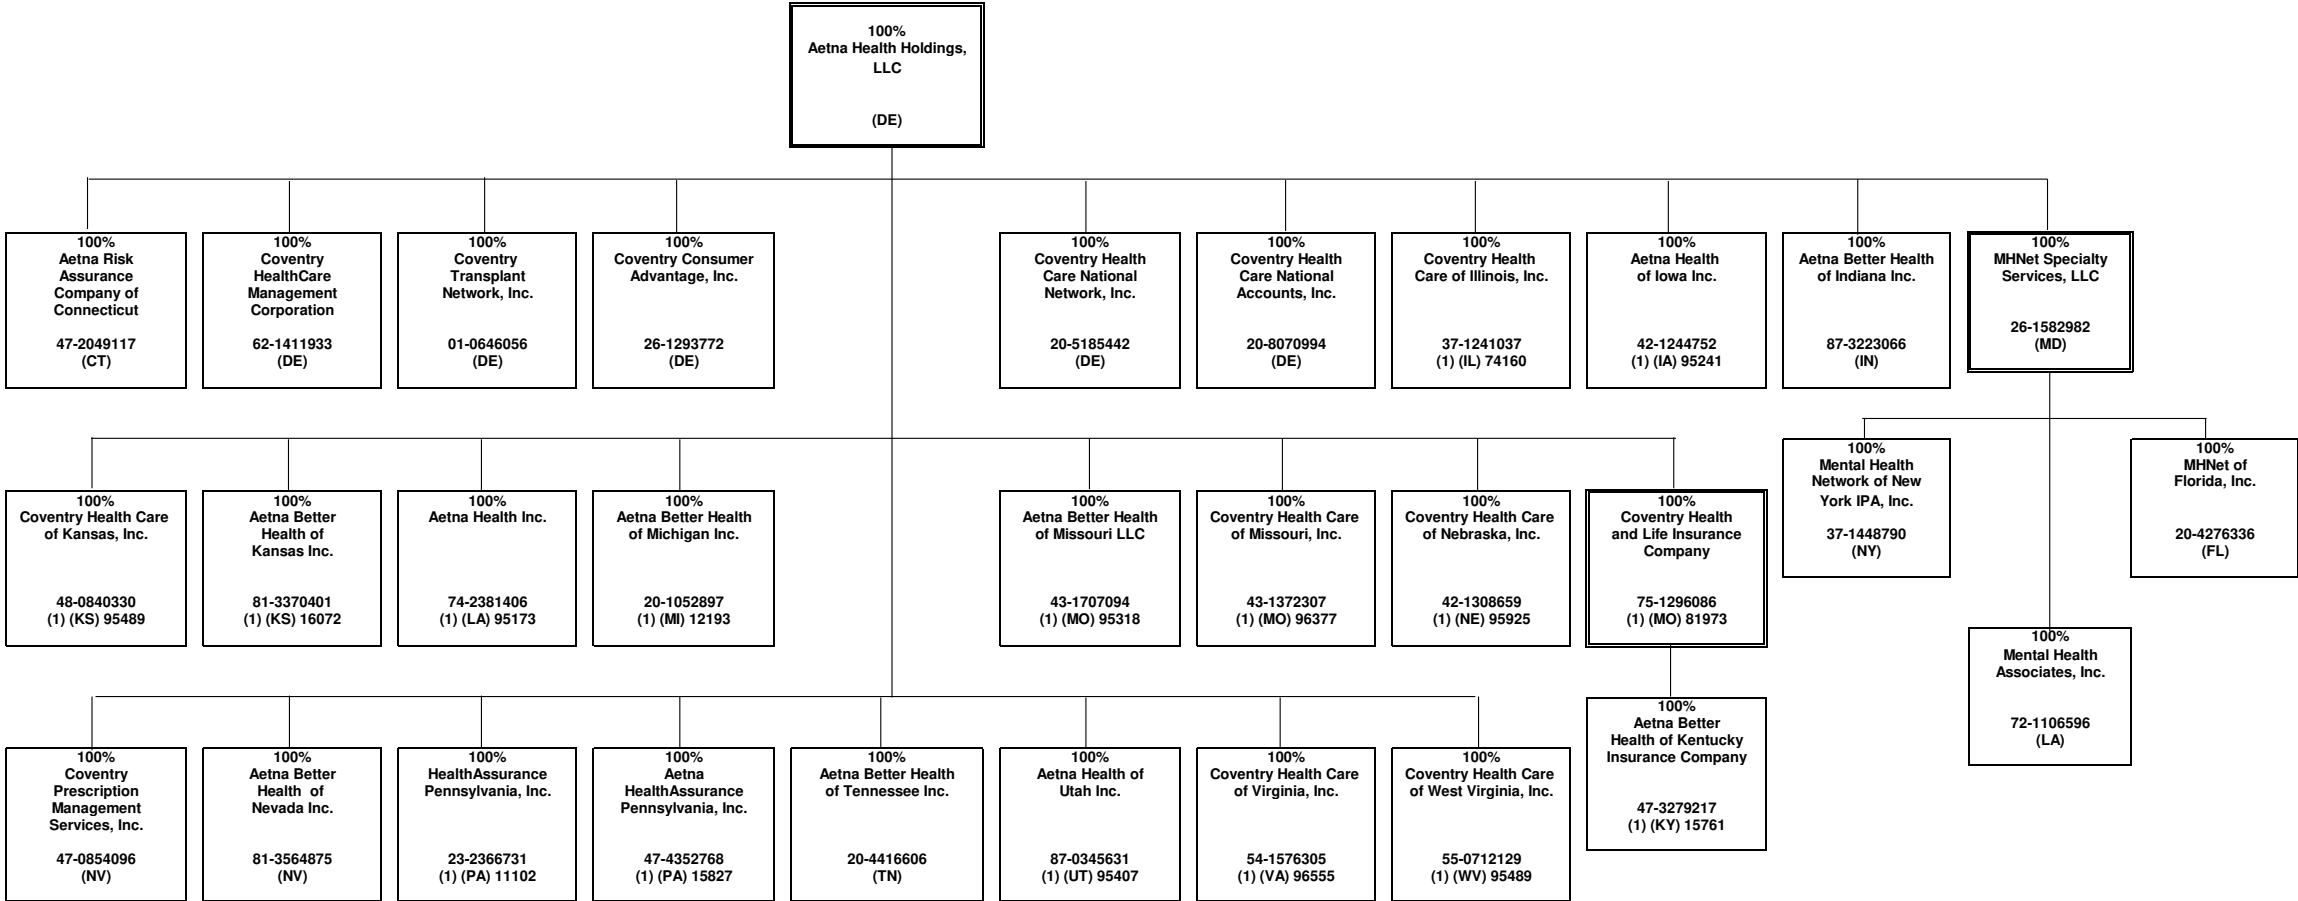 100%
Aetna Health Holdings,
LLC
(DE)
100%
Aetna Risk
Assurance
Company of
Connecticut
47-2049117
(CT)
100%
Coventry
HealthCare
Management
Corporation
62-1411933
(DE)
100%
Coventry
Transplant
Network, Inc.
01-0646056
(DE)
100%
Coventry Consumer
Advantage, Inc.
26-1293772
(DE)
100%
Coventry Health
Care National
Network, Inc.
20-5185442
(DE)
100%
Coventry Health
Care National
Accounts, Inc.
20-8070994
(DE)
100%
Coventry Health
Care of Illinois, Inc.
37-1241037
(1) (IL) 74160
100%
Aetna Health
of Iowa Inc.
42-1244752
(1) (IA) 95241
100%
Aetna Better Health
of Indiana Inc.
87-3223066
(IN)
100%
MHNet Specialty
Services, LLC
26-1582982
(MD)
100%
Mental Health
Network of New
York IPA, Inc.
37-1448790
(NY)
100%
MHNet of
Florida, Inc.
20-4276336
(FL)
100%
Coventry Health Care
of Kansas, Inc.
48-0840330
(1) (KS) 95489
100%
Aetna Better
Health of
Kansas Inc.
81-3370401
(1) (KS) 16072
100%
Aetna Health Inc.
74-2381406
(1) (LA) 95173
100%
Aetna Better Health
of Michigan Inc.
20-1052897
(1) (MI) 12193
100%
Aetna Better Health
of Missouri LLC
43-1707094
(1) (MO) 95318
100%
Coventry Health Care
of Missouri, Inc.
43-1372307
(1) (MO) 96377
100%
Coventry Health Care
of Nebraska, Inc.
42-1308659
(1) (NE) 95925
100%
Coventry Health
and Life Insurance
Company
75-1296086
(1) (MO) 81973
100%
Mental Health
Associates, Inc.
72-1106596
(LA)
100%
Aetna Better
Health of Kentucky
Insurance Company
47-3279217
(1) (KY) 15761
100%
Coventry
Prescription
Management
Services, Inc.
47-0854096
(NV)
100%
Aetna Better
Health of
Nevada Inc.
81-3564875
(NV)
100%
HealthAssurance
Pennsylvania, Inc.
23-2366731
(1) (PA) 11102
100%
Aetna
HealthAssurance
Pennsylvania, Inc.
47-4352768
(1) (PA) 15827
100%
Aetna Better Health
of Tennessee Inc.
20-4416606
(TN)
100%
Aetna Health of
Utah Inc.
87-0345631
(1) (UT) 95407
100%
Coventry Health Care
of Virginia, Inc.
54-1576305
(1) (VA) 96555
100%
Coventry Health Care
of West Virginia, Inc.
55-0712129
(1) (WV) 95489